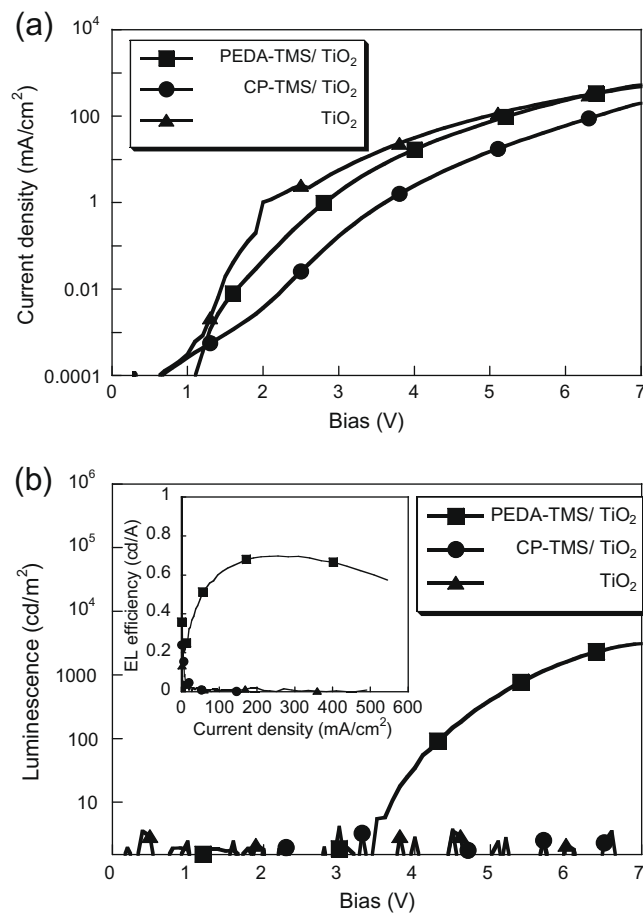 (a)
Current density (mA/cm²)
10⁴
100
1
0.01
0.0001
PEDA-TMS/ TiO₂
CP-TMS/ TiO₂
TiO₂
0 1 2 3 4 5 6 7
Bias (V)
(b)
Luminescence (cd/m²)
10⁶
10⁵
10⁴
1000
100
10
EL efficiency (cd/A)
1
0.8
0.6
0.4
0.2
0
0 100 200 300 400 500 600
Current density (mA/cm²)
PEDA-TMS/ TiO₂
CP-TMS/ TiO₂
TiO₂
0 1 2 3 4 5 6 7
Bias (V)